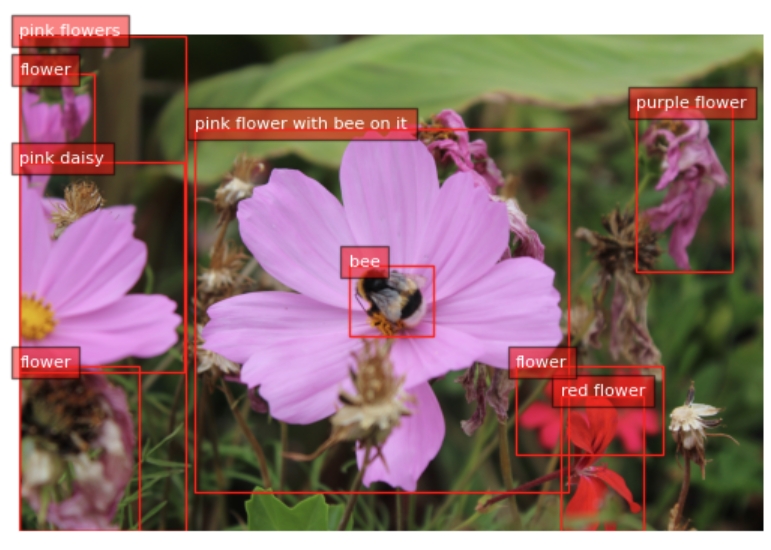 pink flowers
flower
purple flower
pink flower with bee on it
pink daisy
bee
flower
flower
red flower